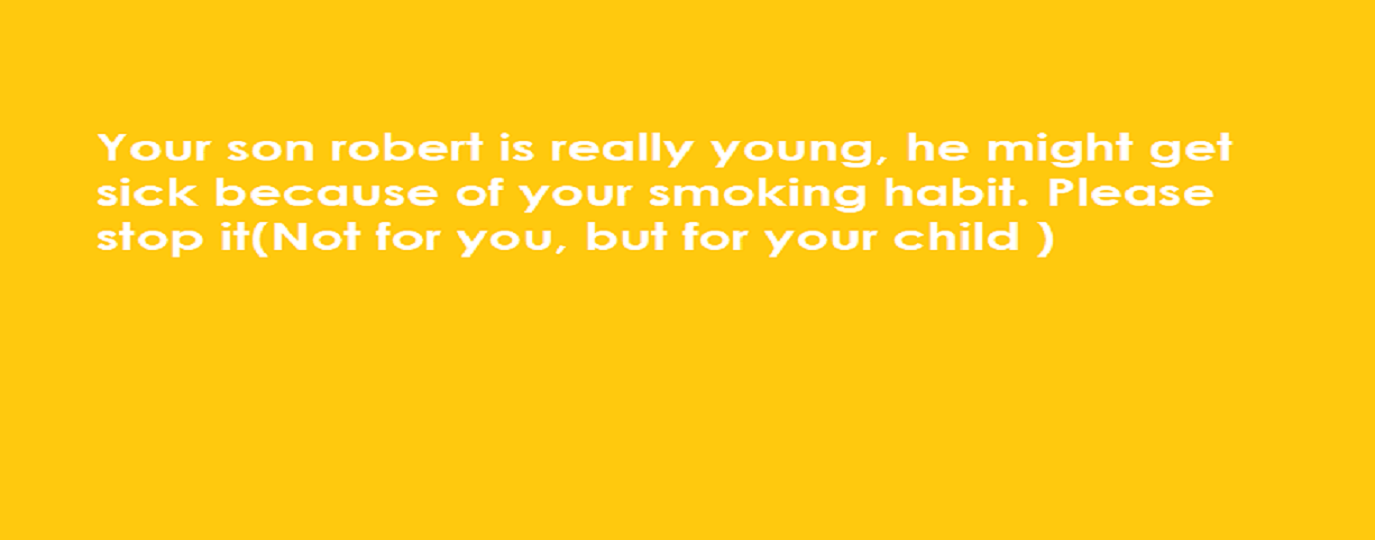 Your son robert is really young, he might get
sick because of your smoking habit. Please
stop it(Not for you, but for your child )